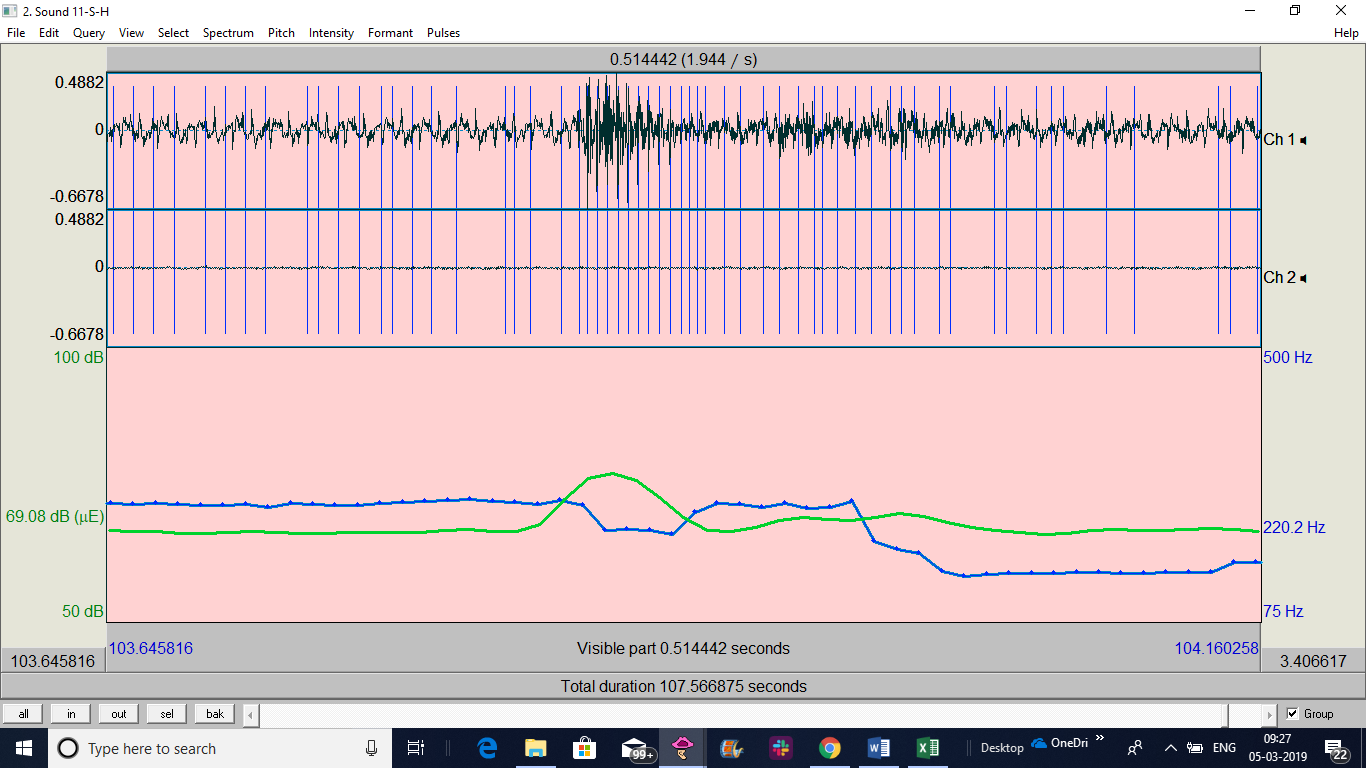 2. Sound 11-S-H
File Edit Query View Select Spectrum Pitch Intensity Formant Pulses Help
0.514442 (1.944 / s)
0.4882
0
-0.6678
Ch 1
0.4882
0
-0.6678
Ch 2
100 dB
500 Hz
69.08 dB (µE)
220.2 Hz
50 dB
75 Hz
103.645816
103.645816
Visible part 0.514442 seconds
104.160258
3.406617
Total duration 107.566875 seconds
all in out sel bak
Group
Type here to search
99+
Desktop
OneDri
»
ENG
09:27
05-03-2019
22